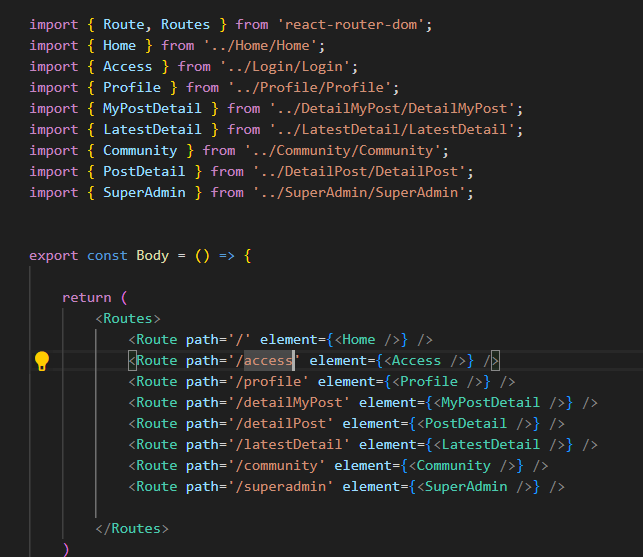 import { Route, Routes } from 'react-router-dom';
import { Home } from '../Home/Home';
import { Access } from '../Login/Login';
import { Profile } from '../Profile/Profile';
import { MyPostDetail } from '../DetailMyPost/DetailMyPost';
import { LatestDetail } from '../LatestDetail/LatestDetail';
import { Community } from '../Community/Community';
import { PostDetail } from '../DetailPost/DetailPost';
import { SuperAdmin } from '../SuperAdmin/SuperAdmin';
export const Body = () => {
return (
<Routes>
<Route path='/' element={<Home />} />
<Route path='/access' element={<Access />} />
<Route path='/profile' element={<Profile />} />
<Route path='/detailMyPost' element={<MyPostDetail />} />
<Route path='/detailPost' element={<PostDetail />} />
<Route path='/latestDetail' element={<LatestDetail />} />
<Route path='/community' element={<Community />} />
<Route path='/superadmin' element={<SuperAdmin />} />
</Routes>
)